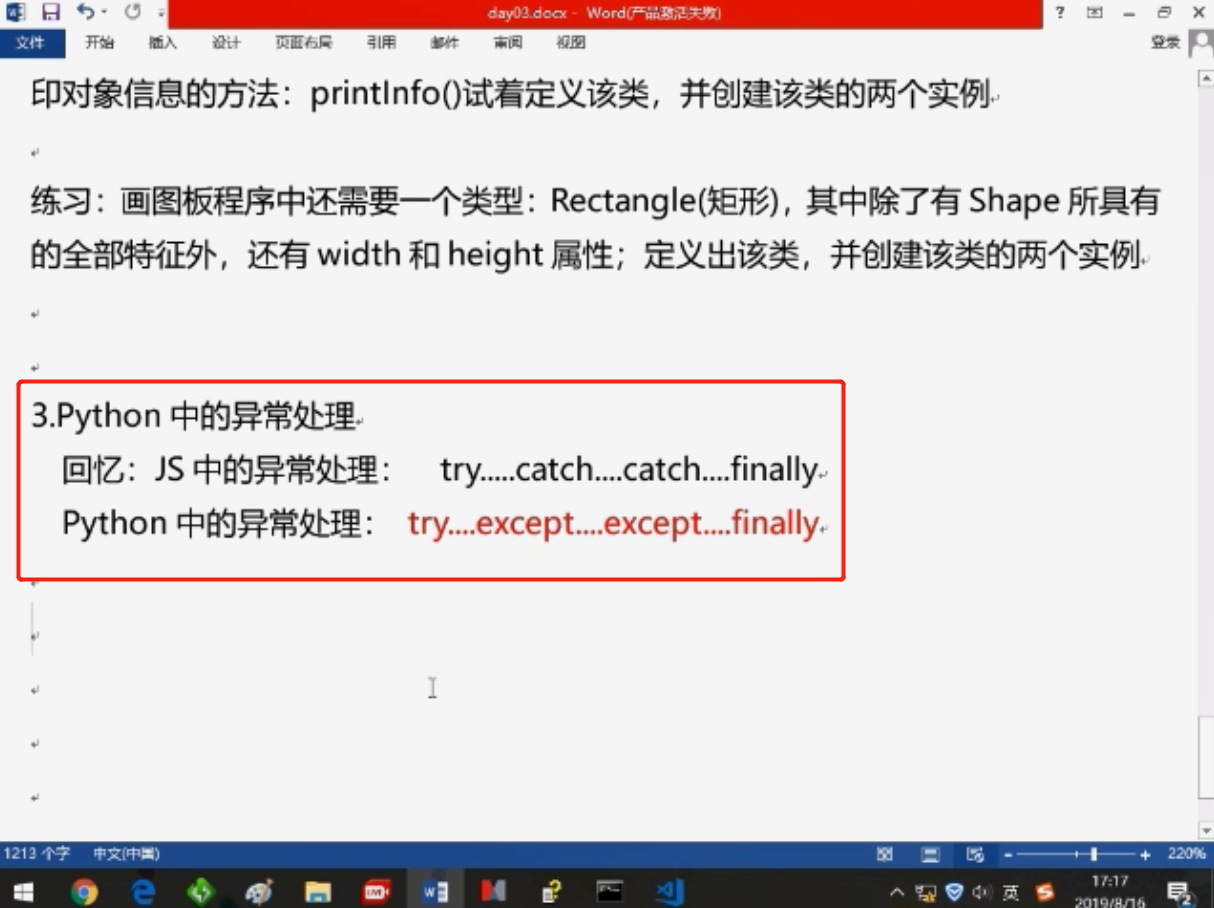 day03.docx - Word(产品激活失败)
?
文件 开始 插入 设计 页面布局 引用 邮件 审阅 视图 登录
印对象信息的方法：printInfo()试着定义该类，并创建该类的两个实例
练习：画图板程序中还需要一个类型：Rectangle(矩形)，其中除了有 Shape 所具有
的全部特征外，还有 width 和 height 属性；定义出该类，并创建该类的两个实例
3.Python 中的异常处理
回忆：JS 中的异常处理： try.....catch....catch....finally
Python 中的异常处理： try....except....except....finally
1213 个字 中文(中国) 220%
LIVE 英 17:17
2019/8/16 2